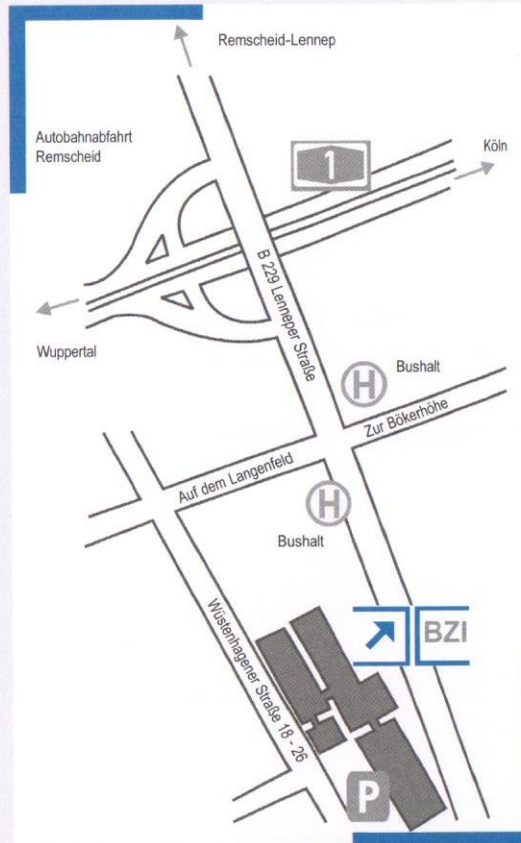 Remscheid-Lennep
Autobahnabfahrt
Remscheid
1
Köln
B 229 Lenneper Straße
Wuppertal
H
Bushalt
Zur Bökerhöhe
Auf dem Langenfeld
H
Bushalt
Wüstenhagener Straße 18 - 26
BZI
P